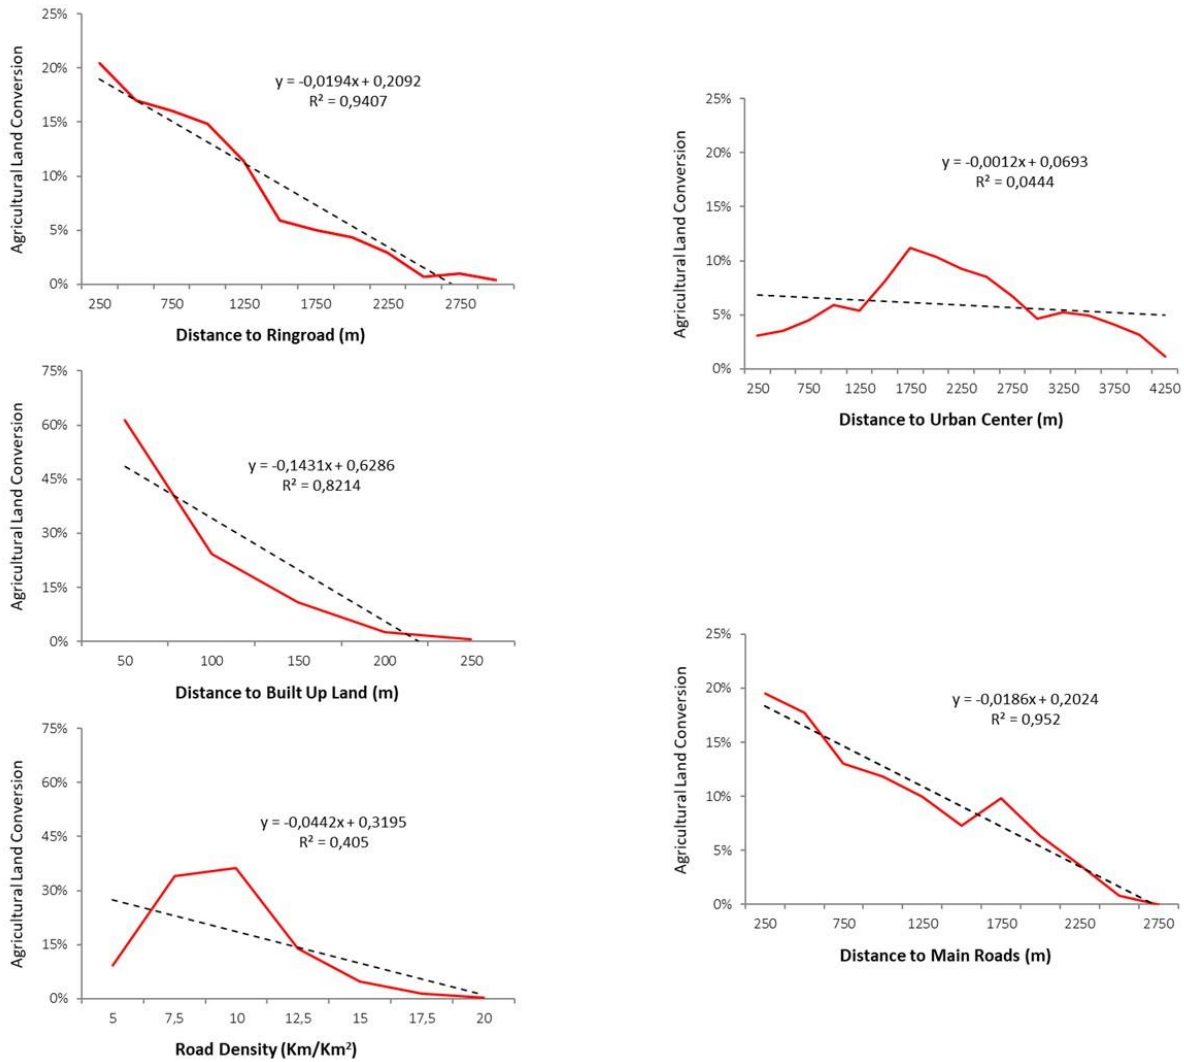 Agricultural Land Conversion
25%
20%
15%
10%
5%
0%
y = -0,0194x + 0,2092
R² = 0,9407
250 750 1250 1750 2250 2750
Distance to Ringroad (m)
Agricultural Land Conversion
75%
60%
45%
30%
15%
0%
y = -0,1431x + 0,6286
R² = 0,8214
50 100 150 200 250
Distance to Built Up Land (m)
Agricultural Land Conversion
75%
60%
45%
30%
15%
0%
y = -0,0442x + 0,3195
R² = 0,405
5 7,5 10 12,5 15 17,5 20
Road Density (Km/Km²)
Agricultural Land Conversion
25%
20%
15%
10%
5%
0%
y = -0,0012x + 0,0693
R² = 0,0444
250 750 1250 1750 2250 2750 3250 3750 4250
Distance to Urban Center (m)
Agricultural Land Conversion
25%
20%
15%
10%
5%
0%
y = -0,0186x + 0,2024
R² = 0,952
250 750 1250 1750 2250 2750
Distance to Main Roads (m)